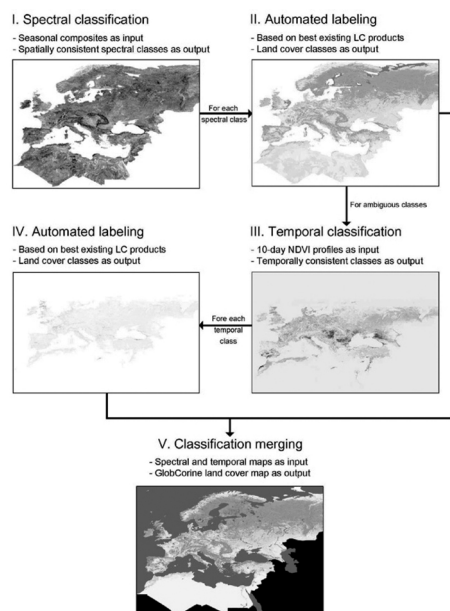 I. Spectral classification
- Seasonal composites as input
- Spatially consistent spectral classes as output
For each
spectral class
II. Automated labeling
- Based on best existing LC products
- Land cover classes as output
For ambiguous classes
III. Temporal classification
- 10-day NDVI profiles as input
- Temporally consistent classes as output
Fore each
temporal
class
IV. Automated labeling
- Based on best existing LC products
- Land cover classes as output
V. Classification merging
- Spectral and temporal maps as input
- GlobCorine land cover map as output